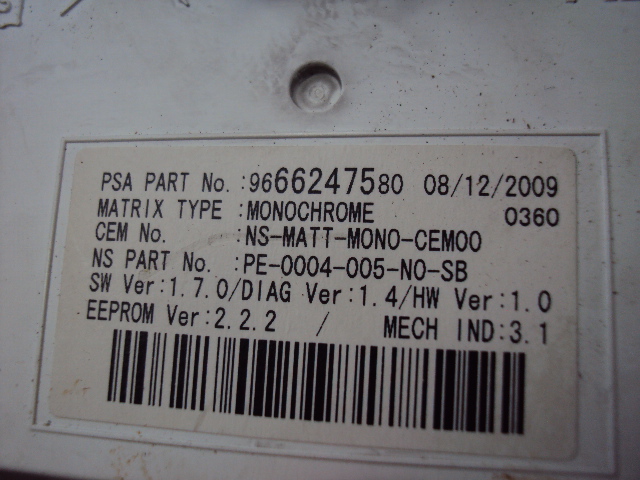 PSA PART No.:9666247580 08/12/2009
MATRIX TYPE :MONOCHROME 0360
CEM No. :NS-MATT-MONO-CEM00
NS PART No. :PE-0004-005-NO-SB
SW Ver:1.7.0/DIAG Ver:1.4/HW Ver:1.0
EEPROM Ver:2.2.2 / MECH IND:3.1